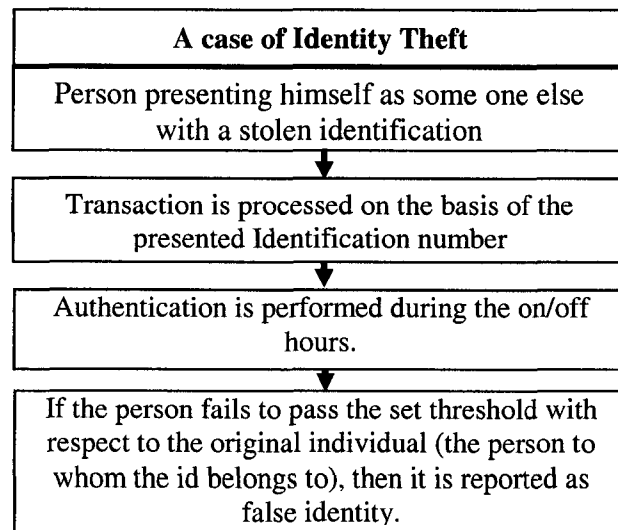 A case of Identity Theft
Person presenting himself as some one else
with a stolen identification
Transaction is processed on the basis of the
presented Identification number
Authentication is performed during the on/off
hours.
If the person fails to pass the set threshold with
respect to the original individual (the person to
whom the id belongs to), then it is reported as
false identity.